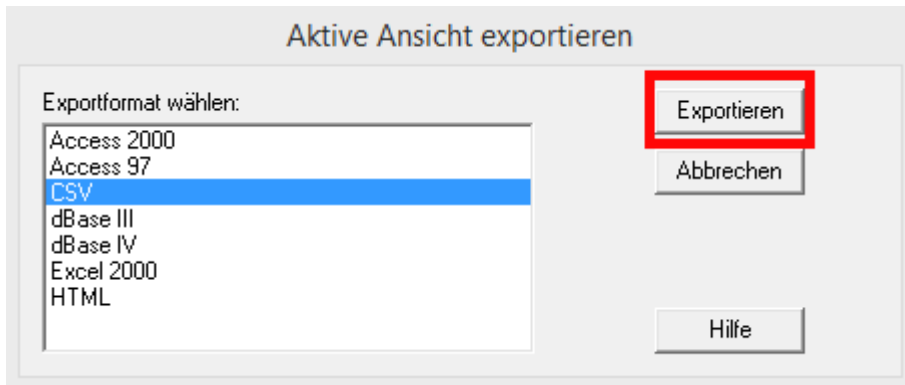 Aktive Ansicht exportieren
Exportformat wählen:
Access 2000
Access 97
CSV
dBase III
dBase IV
Excel 2000
HTML
Exportieren
Abbrechen
Hilfe